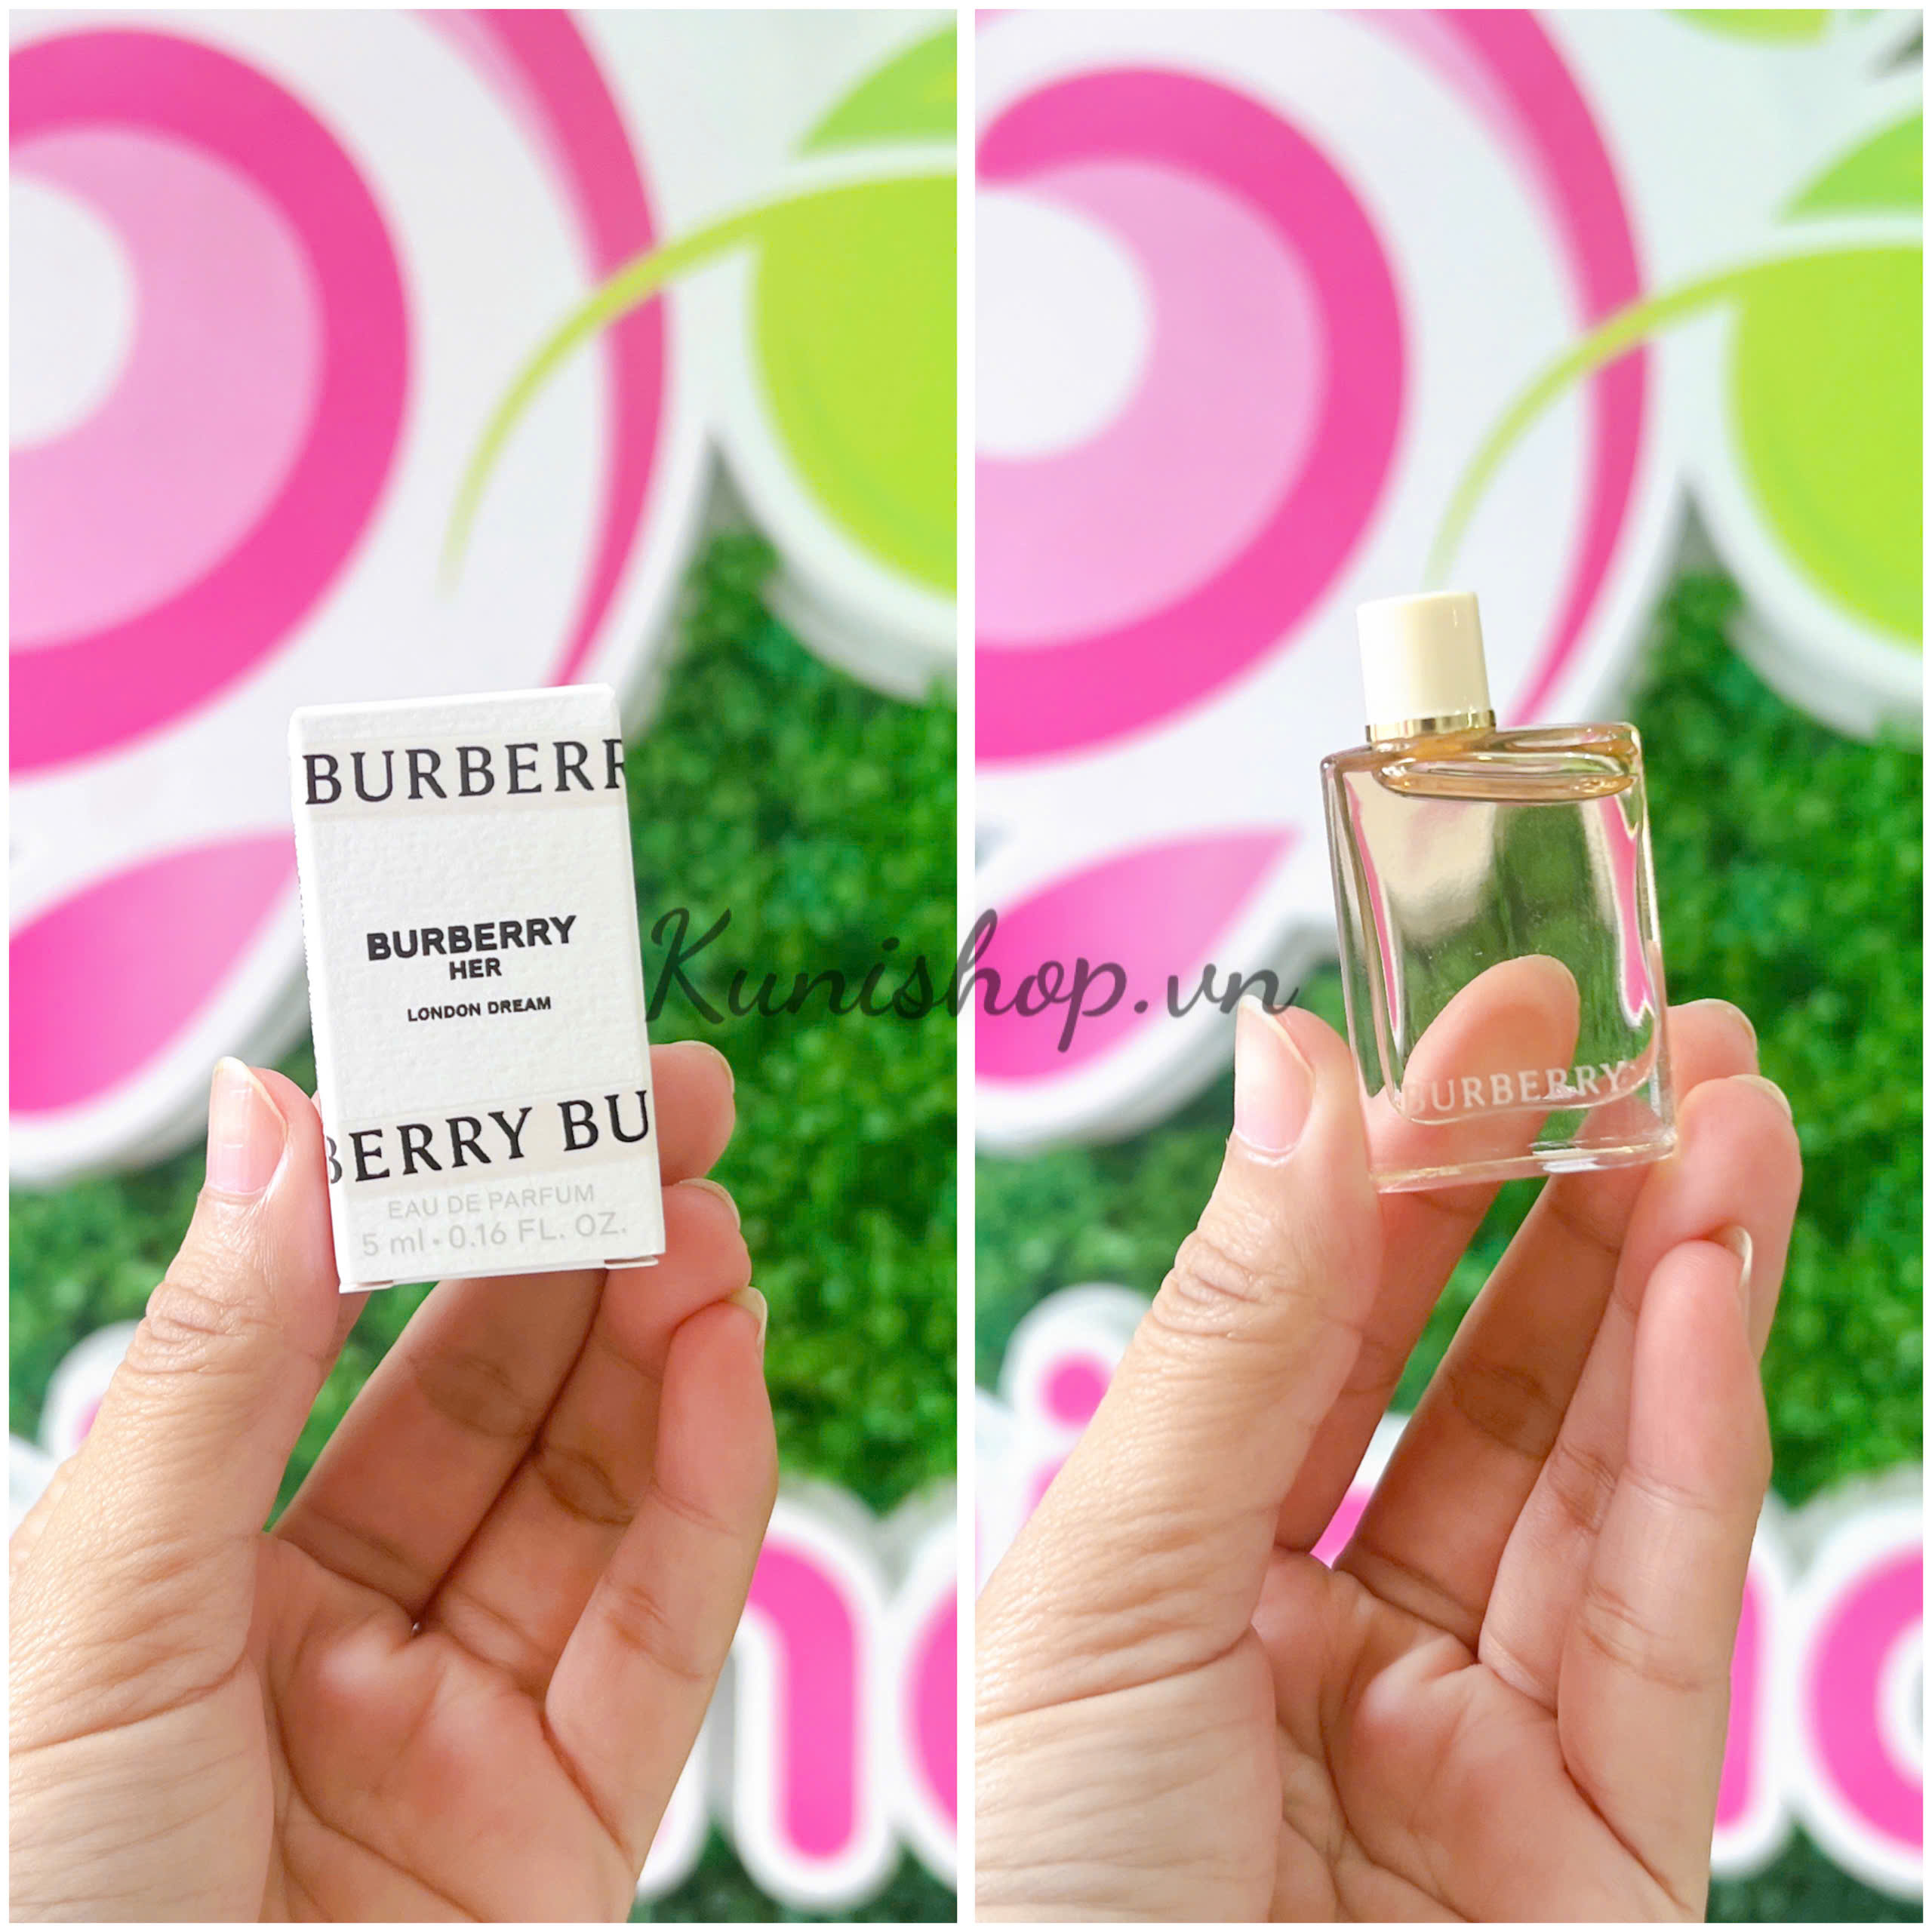 BURBERR
BURBERRY
HER
LONDON DREAM
BERRY BU
EAU DE PARFUM
5 ml • 0.16 FL. OZ.
Kunishop.vn
BURBERRY